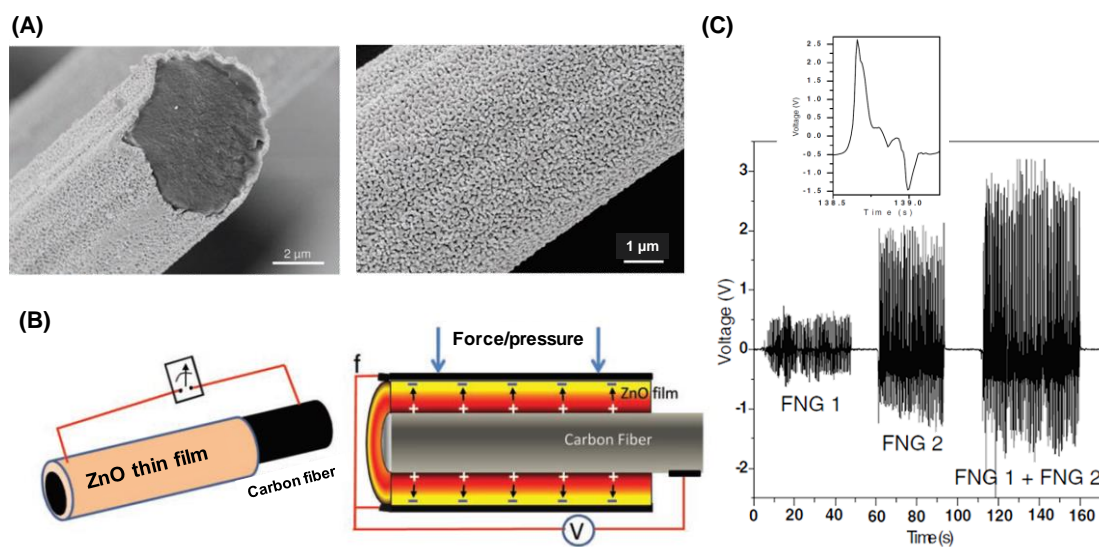 (A)
2 µm
1 µm
(B)
ZnO thin film
Carbon fiber
Force/pressure
f
ZnO film
Carbon Fiber
V
(C)
Voltage (V)
2.5
2.0
1.5
1.0
0.5
0.0
-0.5
-1.0
-1.5
138.5
139.0
Time (s)
Voltage (V)
3
2
1
0
-1
-2
FNG 1
FNG 2
FNG 1 + FNG 2
0
20
40
60
80
100
120
140
160
Time(s)